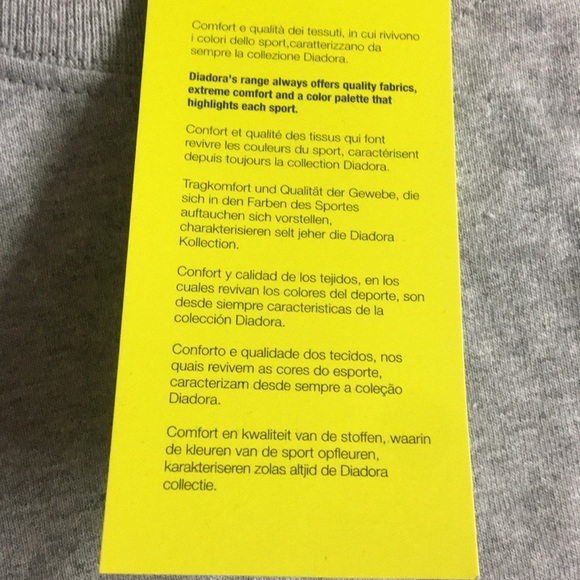 Comfort e qualità dei tessuti, in cui rivivono
i colori dello sport,caratterizzano da
sempre la collezione Diadora.
Diadora's range always offers quality fabrics,
extreme comfort and a color palette that
highlights each sport.
Confort et qualité des tissus qui font
revivre les couleurs du sport, caractérisent
depuis toujours la collection Diadora.
Tragkomfort und Qualität der Gewebe, die
sich in den Farben des Sportes
auftauchen sich vorstellen,
charakterisieren selt jeher die Diadora
Kollection.
Confort y calidad de los tejidos, en los
cuales revivan los colores del deporte, son
desde siempre caracteristicas de la
colección Diadora.
Conforto e qualidade dos tecidos, nos
quais revivem as cores do esporte,
caracterizam desde sempre a coleção
Diadora.
Comfort en kwaliteit van de stoffen, waarin
de kleuren van de sport opfleuren,
karakteriseren zolas altjid de Diadora
collectie.